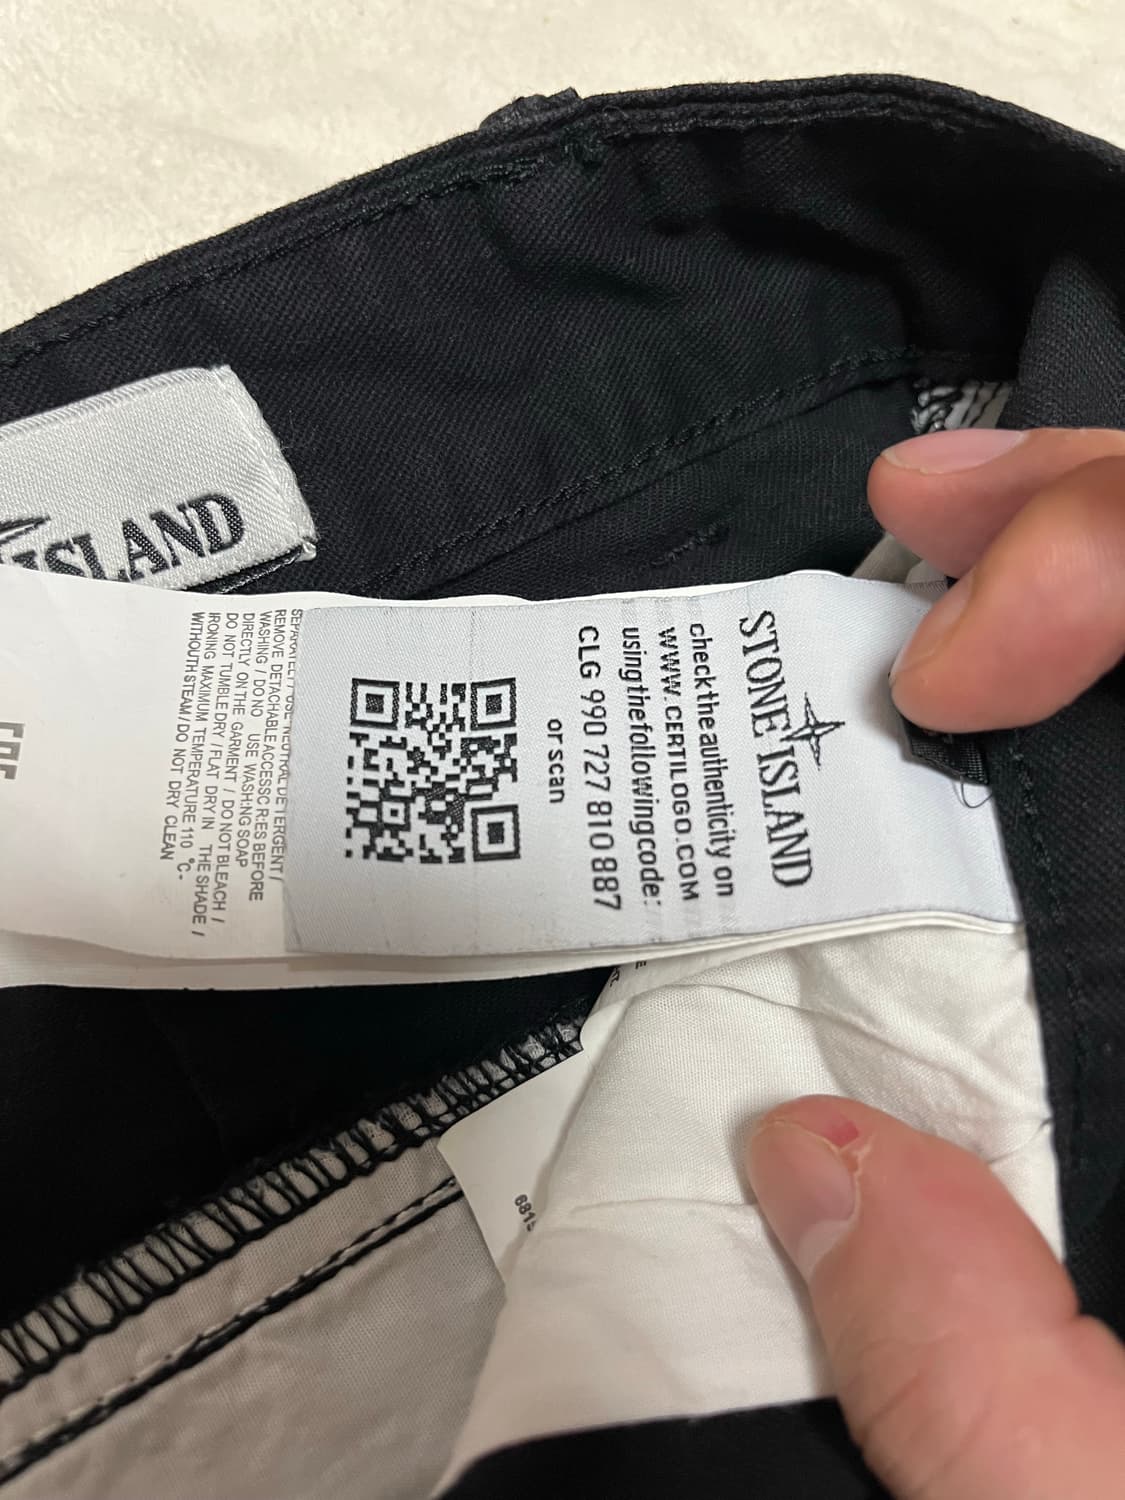 ISLAND
STONE ISLAND
check the authenticity on
WWW.CERTILOGO.COM
using the following code:
CLG 990 727 810 887
or scan
REMOVE DETACHABLE ACCESSORIES BEFORE
WASHING / DO NO USE WASHING SOAP
DIRECTLY ON THE GARMENT / DO NOT BLEACH /
DO NOT TUMBLE DRY / FLAT DRY IN THE SHADE /
IRONING MAXIMUM TEMPERATURE 110 °C -
WITHOUT STEAM / DO NOT DRY CLEAN
6815